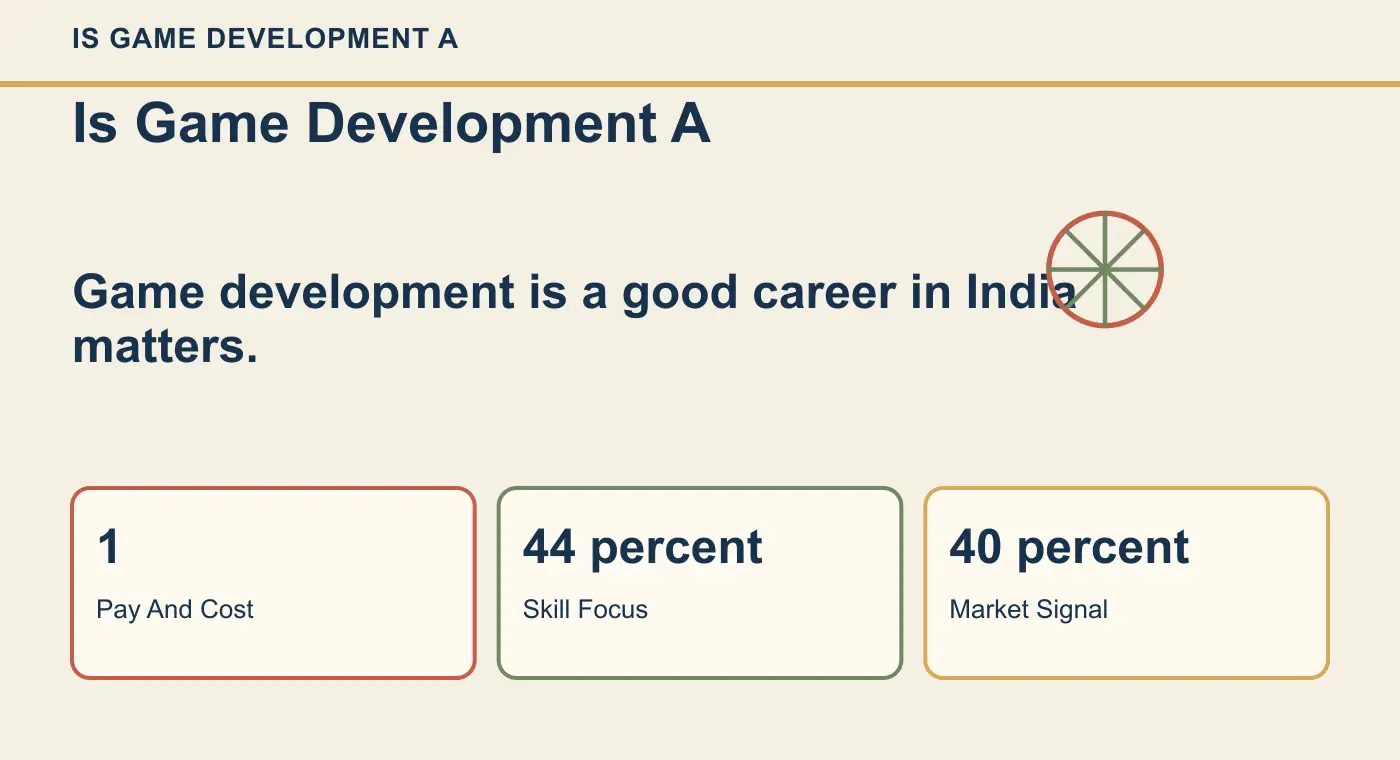 IS GAME DEVELOPMENT A
Is Game Development A
Game development is a good career in India
matters.
1
Pay And Cost
44 percent
Skill Focus
40 percent
Market Signal